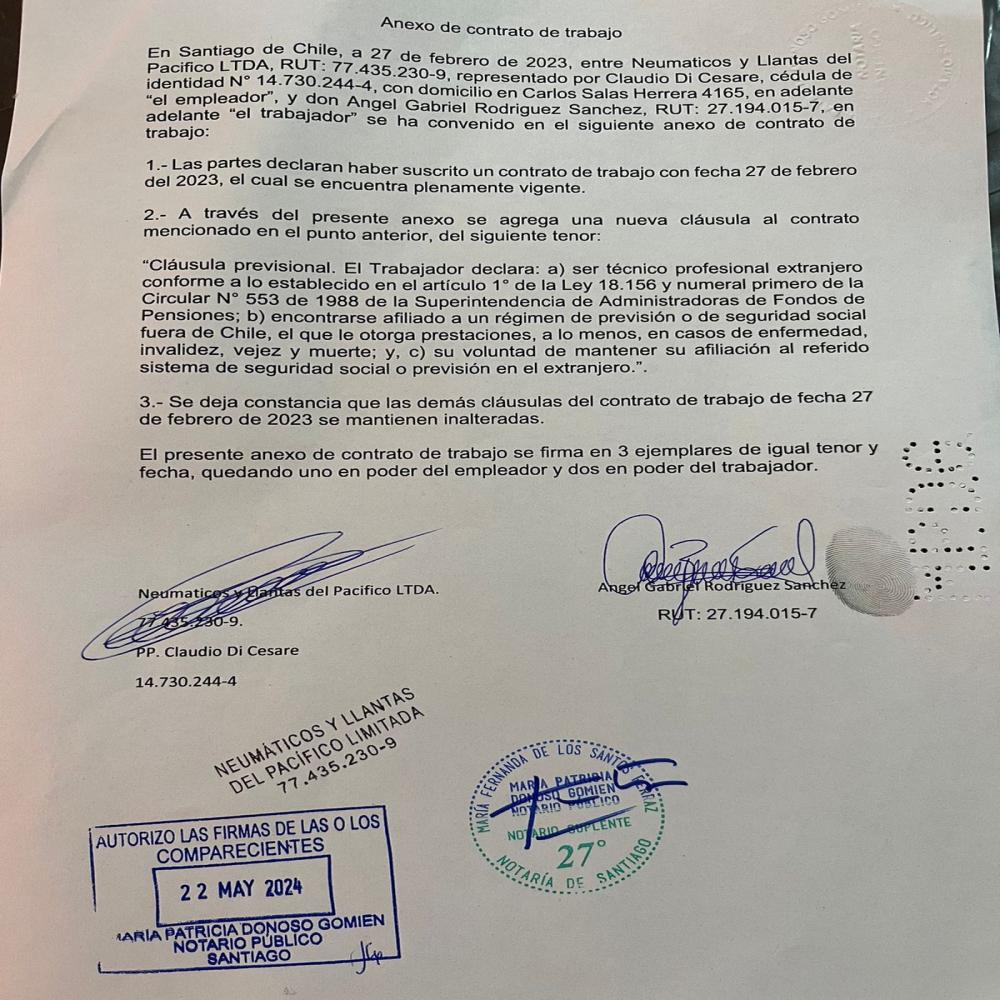 Anexo de contrato de trabajo
En Santiago de Chile, a 27 de febrero de 2023, entre Neumaticos y Llantas del
Pacifico LTDA, RUT: 77.435.230-9, representado por Claudio Di Cesare, cédula de
identidad N° 14.730.244-4, con domicilio en Carlos Salas Herrera 4165, en adelante
“el empleador”, y don Angel Gabriel Rodriguez Sanchez, RUT: 27.194.015-7, en
adelante “el trabajador” se ha convenido en el siguiente anexo de contrato de
trabajo:
1.- Las partes declaran haber suscrito un contrato de trabajo con fecha 27 de febrero
del 2023, el cual se encuentra plenamente vigente.
2.- A través del presente anexo se agrega una nueva cláusula al contrato
mencionado en el punto anterior, del siguiente tenor:
“Cláusula previsional. El Trabajador declara: a) ser técnico profesional extranjero
conforme a lo establecido en el artículo 1° de la Ley 18.156 y numeral primero de la
Circular N° 553 de 1988 de la Superintendencia de Administradoras de Fondos de
Pensiones; b) encontrarse afiliado a un régimen de previsión o de seguridad social
fuera de Chile, el que le otorga prestaciones, a lo menos, en casos de enfermedad,
invalidez, vejez y muerte; y, c) su voluntad de mantener su afiliación al referido
sistema de seguridad social o previsión en el extranjero.”.
3.- Se deja constancia que las demás cláusulas del contrato de trabajo de fecha 27
de febrero de 2023 se mantienen inalteradas.
El presente anexo de contrato de trabajo se firma en 3 ejemplares de igual tenor y
fecha, quedando uno en poder del empleador y dos en poder del trabajador.
Neumaticos y Llantas del Pacifico LTDA.
77.435.230-9.
PP. Claudio Di Cesare
14.730.244-4
Angel Gabriel Rodriguez Sanchez
RUT: 27.194.015-7
NEUMÁTICOS Y LLANTAS
DEL PACÍFICO LIMITADA
77.435.230-9
MARÍA FERNANDA DE LOS SANTOS
MARIA PATRICIA
DONOSO GOMIEN
NOTARIO PÚBLICO
NOTARIO SUPLENTE
27°
NOTARÍA DE SANTIAGO
AUTORIZO LAS FIRMAS DE LAS O LOS
COMPARECIENTES
22 MAY 2024
MARIA PATRICIA DONOSO GOMIEN
NOTARIO PÚBLICO
SANTIAGO